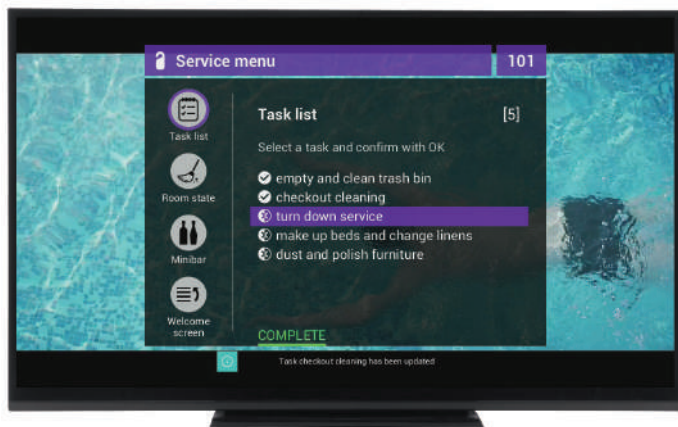 Service menu
101
Task list
Task list
[5]
Select a task and confirm with OK
Room state
empty and clean trash bin
checkout cleaning
turn down service
make up beds and change linens
dust and polish furniture
Minibar
Welcome
screen
COMPLETE
Task checkout cleaning has been updated